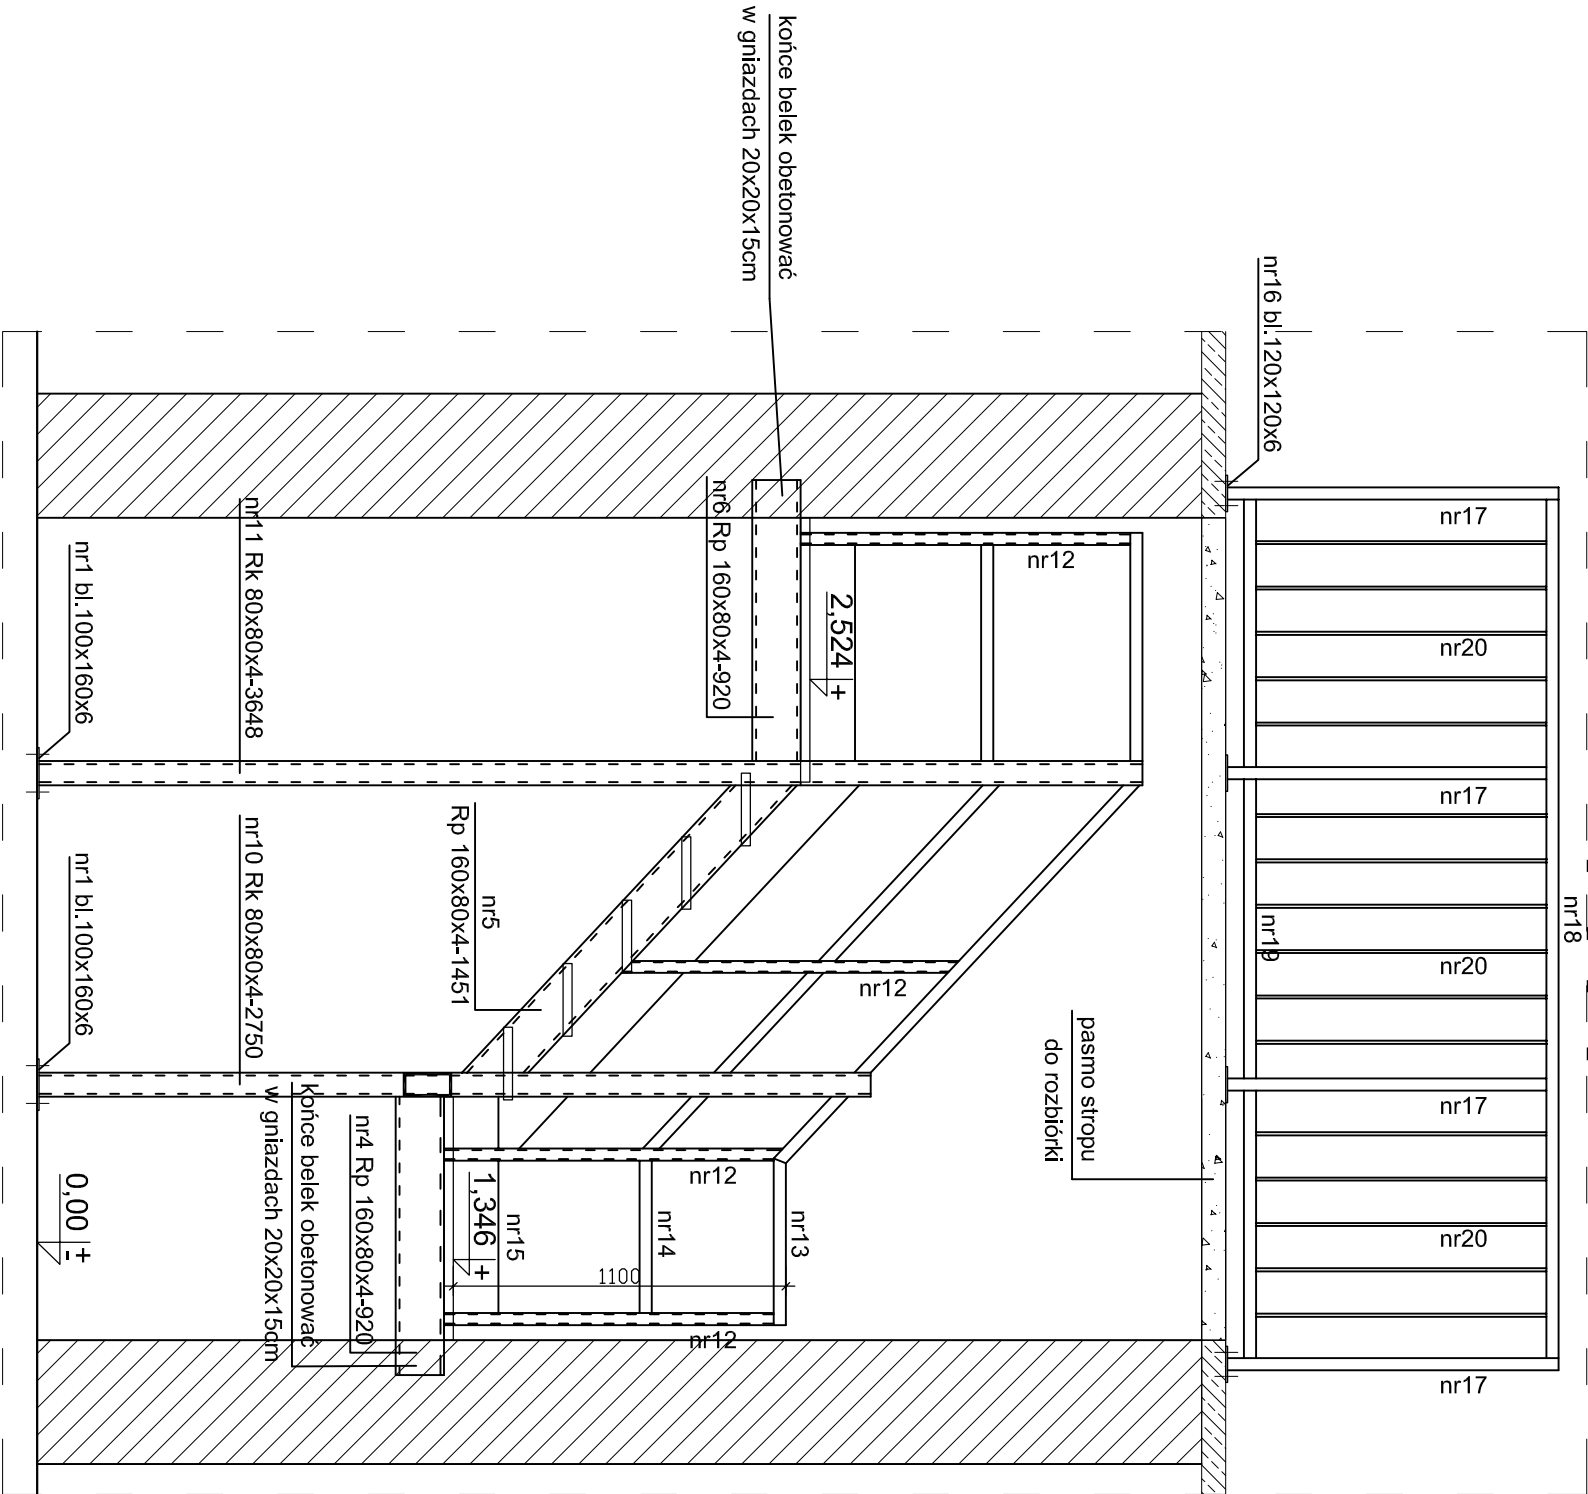 końce belek obetonować
w gniazdach 20x20x15cm
nr16 bl.120x120x6
nr17
nr20
nr17
nr18
nr19
nr20
nr17
nr20
nr17
nr12
2,524 +
nr6 Rp 160x80x4-920
nr11 Rk 80x80x4-3648
nr1 bl.100x160x6
nr5
Rp 160x80x4-1451
nr12
nr10 Rk 80x80x4-2750
nr1 bl.100x160x6
pasmo stropu
do rozbiórki
nr12
nr13
nr14
nr15
1,346 +
1100
nr12
nr4 Rp 160x80x4-920
końce belek obetonować
w gniazdach 20x20x15cm
0,00 +-